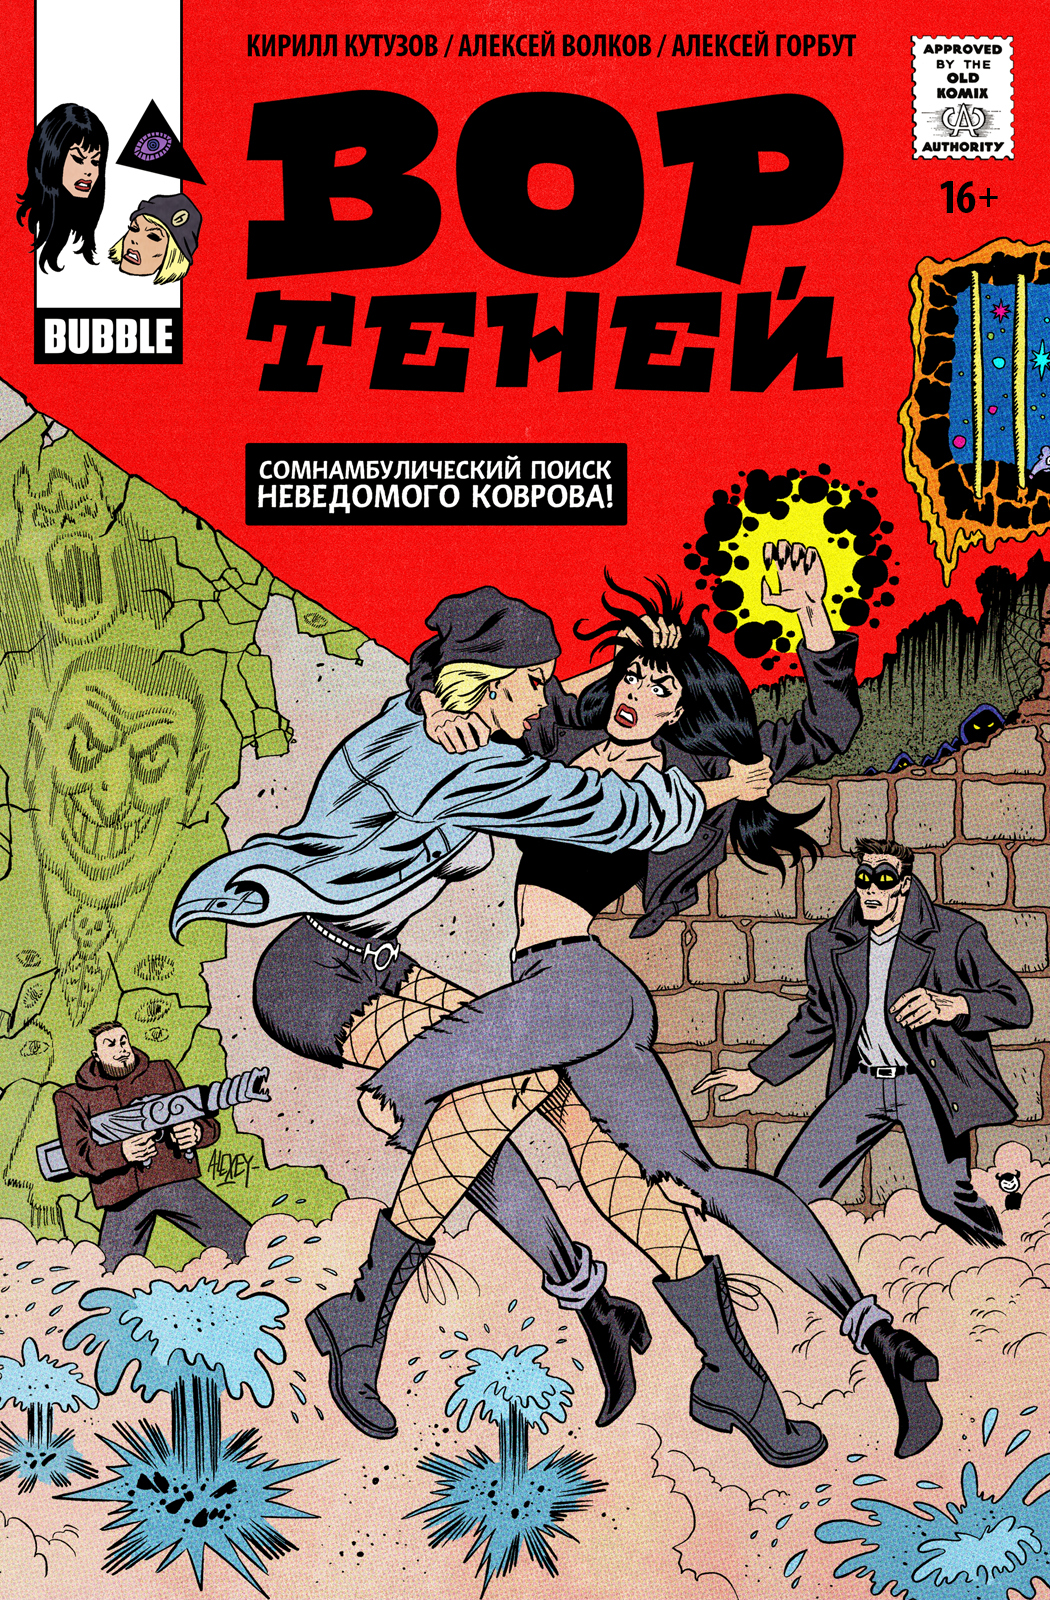 КИРИЛЛ КУТУЗОВ / АЛЕКСЕЙ ВОЛКОВ / АЛЕКСЕЙ ГОРБУТ
APPROVED
BY THE
OLD
KOMIX
CAA
AUTHORITY
16+
ВОР
ТЕНЕЙ
BUBBLE
СОМНАМБУЛИЧЕСКИЙ ПОИСК
НЕВЕДОМОГО КОВРОВА!
ALEXEY-